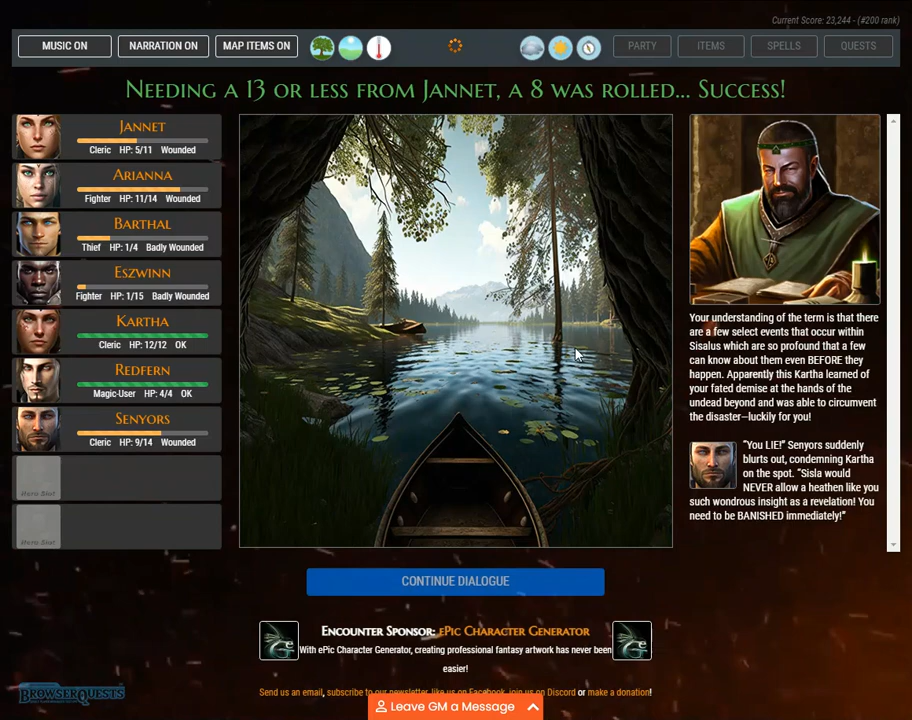 Current Score: 23,244 - (#200 rank)
MUSIC ON
NARRATION ON
MAP ITEMS ON
PARTY
ITEMS
SPELLS
QUESTS
Needing a 13 or less from Jannet, a 8 was rolled... Success!
Jannet
Cleric HP: 5/11 Wounded
Arianna
Fighter HP: 11/14 Wounded
Barthal
Thief HP: 1/4 Badly Wounded
Eszwinn
Fighter HP: 1/15 Badly Wounded
Kartha
Cleric HP: 12/12 OK
Redfern
Magic-User HP: 4/4 OK
Senyors
Cleric HP: 9/14 Wounded
Hero Slot
Hero Slot
Your understanding of the term is that there
are a few select events that occur within
Sisalus which are so profound that a few
can know about them even BEFORE they
happen. Apparently this Kartha learned of
your fated demise at the hands of the
undead beyond and was able to circumvent
the disaster—luckily for you!
"You LIE!" Senyors suddenly
blurts out, condemning Kartha
on the spot. "Sisla would
NEVER allow a heathen like you
such wondrous insight as a revelation! You
need to be BANISHED immediately!"
CONTINUE DIALOGUE
Encounter Sponsor: ePic Character Generator
With ePic Character Generator, creating professional fantasy artwork has never been
easier!
Send us an email, subscribe to our newsletter, like us on Facebook, join us on Discord or make a donation!
BrowserQuests
Leave GM a Message